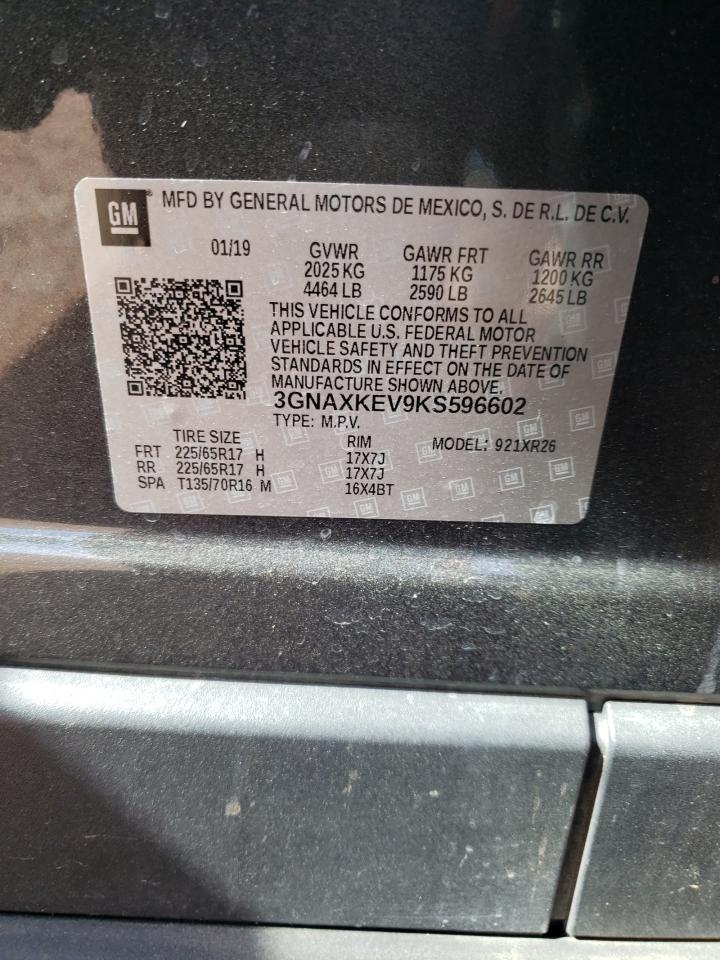 GM ® MFD BY GENERAL MOTORS DE MEXICO, S. DE R.L. DE C.V.
01/19 GVWR GAWR FRT GAWR RR
2025 KG 1175 KG 1200 KG
4464 LB 2590 LB 2645 LB
THIS VEHICLE CONFORMS TO ALL
APPLICABLE U.S. FEDERAL MOTOR
VEHICLE SAFETY AND THEFT PREVENTION
STANDARDS IN EFFECT ON THE DATE OF
MANUFACTURE SHOWN ABOVE.
3GNAXKEV9KS596602
TYPE: M.P.V.
TIRE SIZE RIM MODEL: 921XR26
FRT 225/65R17 H 17X7J
RR 225/65R17 H 17X7J
SPA T135/70R16 M 16X4BT